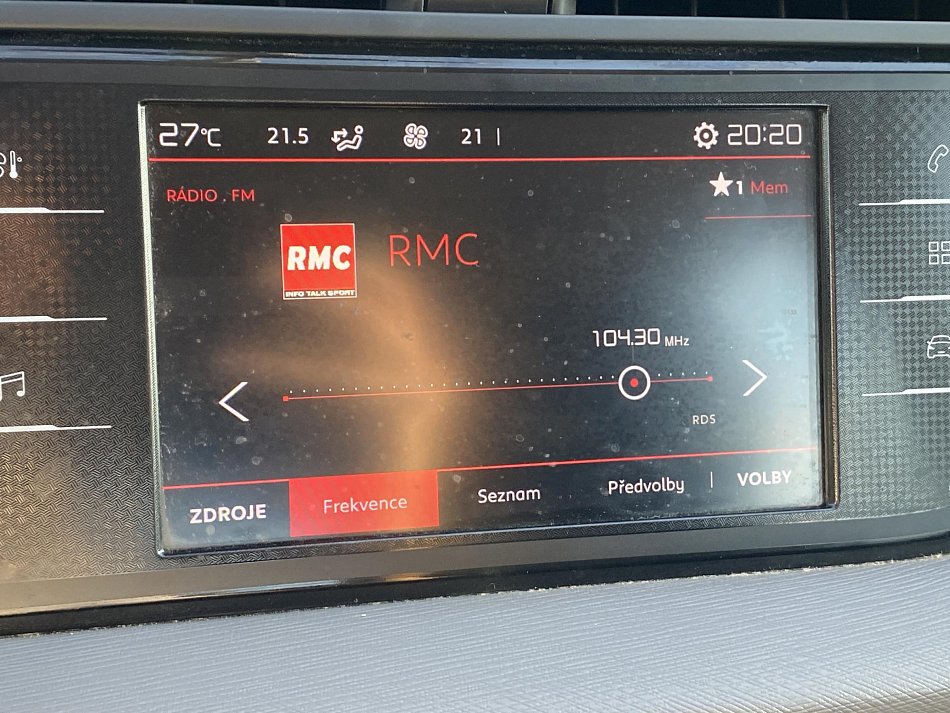 27°C 21.5 21 20:20
RÁDIO . FM
1 Mem
RMC
INFO TALK SPORT
RMC
104.30 MHz
RDS
ZDROJE Frekvence Seznam Předvolby VOLBY